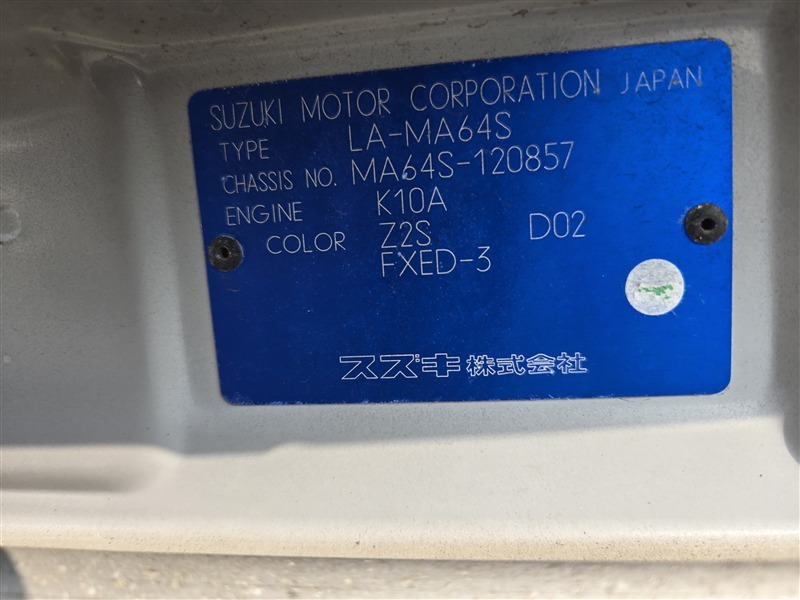 SUZUKI MOTOR CORPORATION JAPAN
TYPE LA-MA64S
CHASSIS NO. MA64S-120857
ENGINE K10A
COLOR Z2S D02
FXED-3
スズキ株式会社